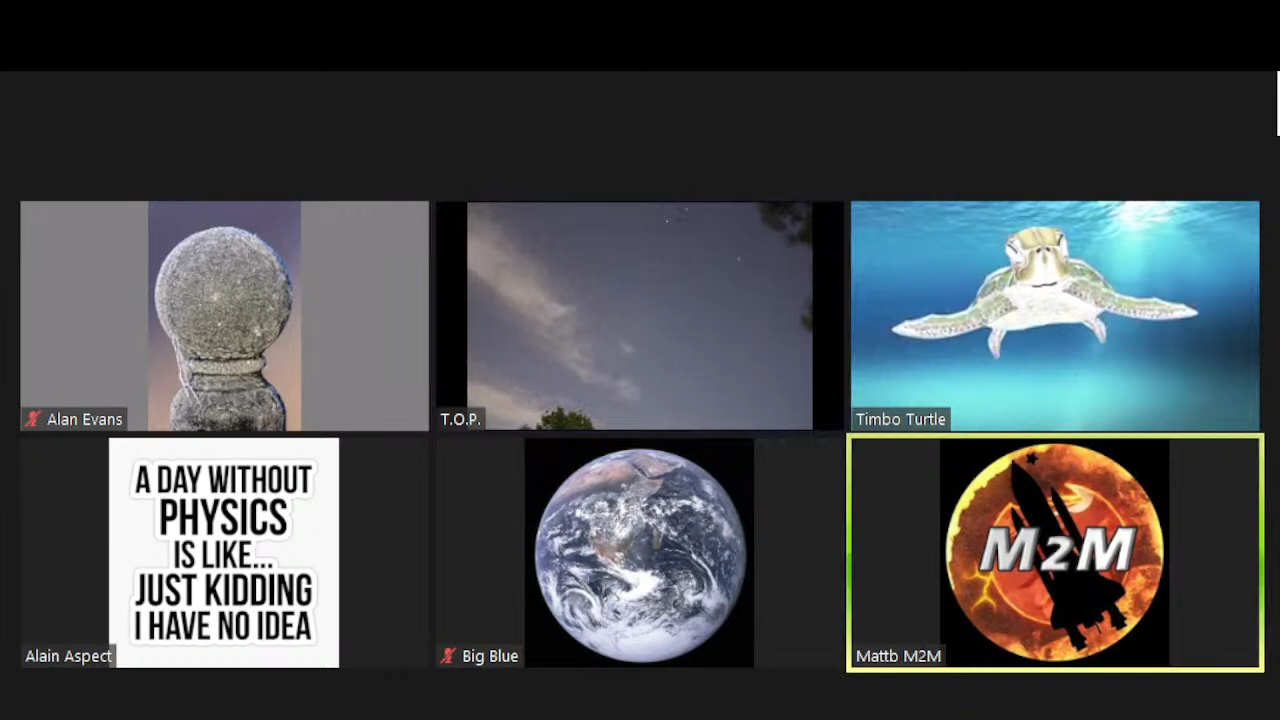 Alan Evans
T.O.P.
Timbo Turtle
A DAY WITHOUT
PHYSICS
IS LIKE...
JUST KIDDING
I HAVE NO IDEA
Alain Aspect
Big Blue
M2M
Mattb M2M